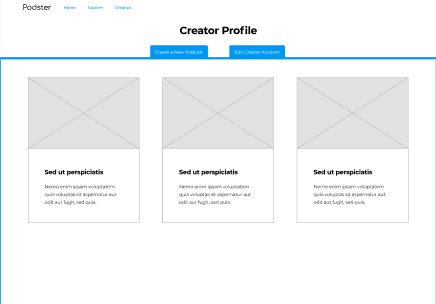 Podster Home Explore Creators
Creator Profile
Create a New Podcast Edit Creator Account
Sed ut perspiciatis
Nemo enim ipsam voluptatem
quia voluptas sit aspernatur aut
odit aut fugit, sed quia.
Sed ut perspiciatis
Nemo enim ipsam voluptatem
quia voluptas sit aspernatur aut
odit aut fugit, sed quia.
Sed ut perspiciatis
Nemo enim ipsam voluptatem
quia voluptas sit aspernatur aut
odit aut fugit, sed quia.